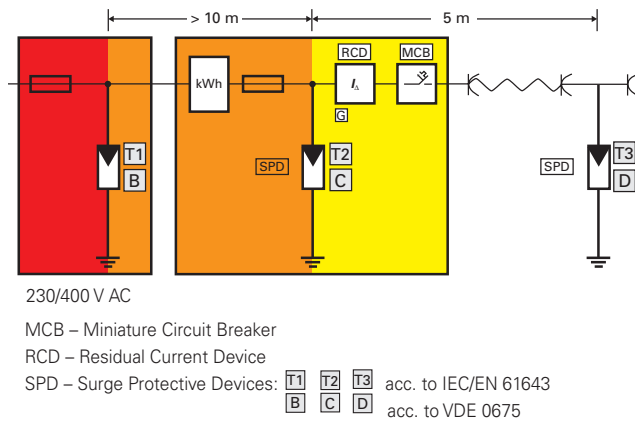 > 10 m 5 m
RCD MCB
kWh I∆
G
T1 T2 T3
SPD SPD
B C D
230/400 V AC
MCB – Miniature Circuit Breaker
RCD – Residual Current Device
SPD – Surge Protective Devices: T1 T2 T3 acc. to IEC/EN 61643
B C D acc. to VDE 0675